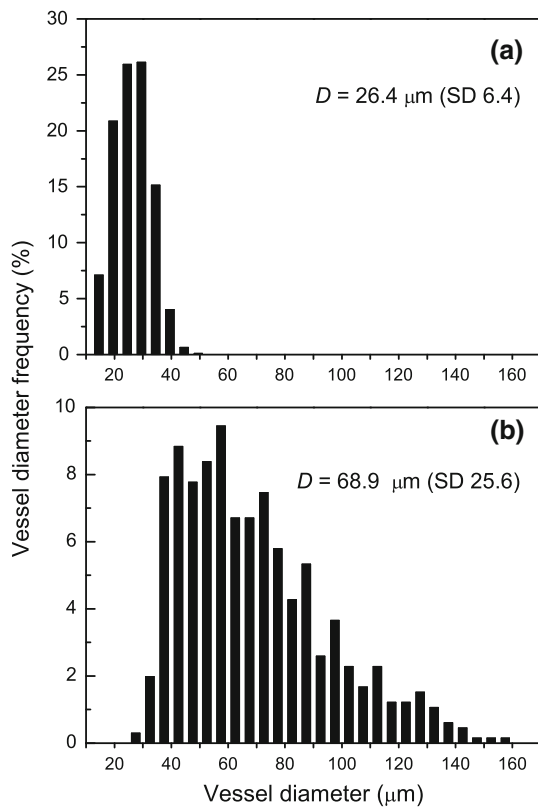 30
(a)
D = 26.4 μm (SD 6.4)
25
20
15
10
5
0
20 40 60 80 100 120 140 160
Vessel diameter frequency (%)
10
(b)
D = 68.9 μm (SD 25.6)
8
6
4
2
0
20 40 60 80 100 120 140 160
Vessel diameter (μm)